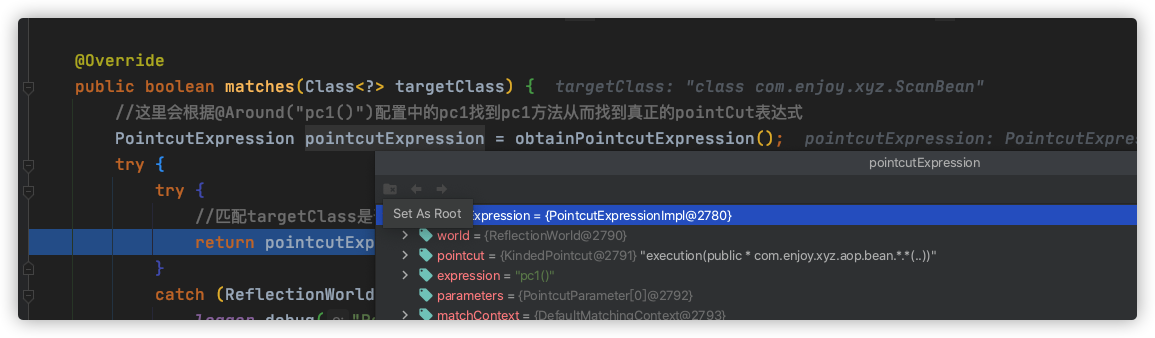 @Override
public boolean matches(Class<?> targetClass) { targetClass: "class com.enjoy.xyz.ScanBean"
//这里会根据@Around("pc1()")配置中的pc1找到pc1方法从而找到真正的pointCut表达式
PointcutExpression pointcutExpression = obtainPointcutExpression(); pointcutExpression: PointcutExpre
try {
pointcutExpression
try {
Set As Root
//匹配targetClass是
Expression = {PointcutExpressionImpl@2780}
world = {ReflectionWorld@2790}
return pointcutExp
pointcut = {KindedPointcut@2791} "execution(public * com.enjoy.xyz.aop.bean.*.*(..))"
}
expression = "pc1()"
catch (ReflectionWorld
parameters = {PointcutParameter[0]@2792}
matchContext = {DefaultMatchingContext@2793}